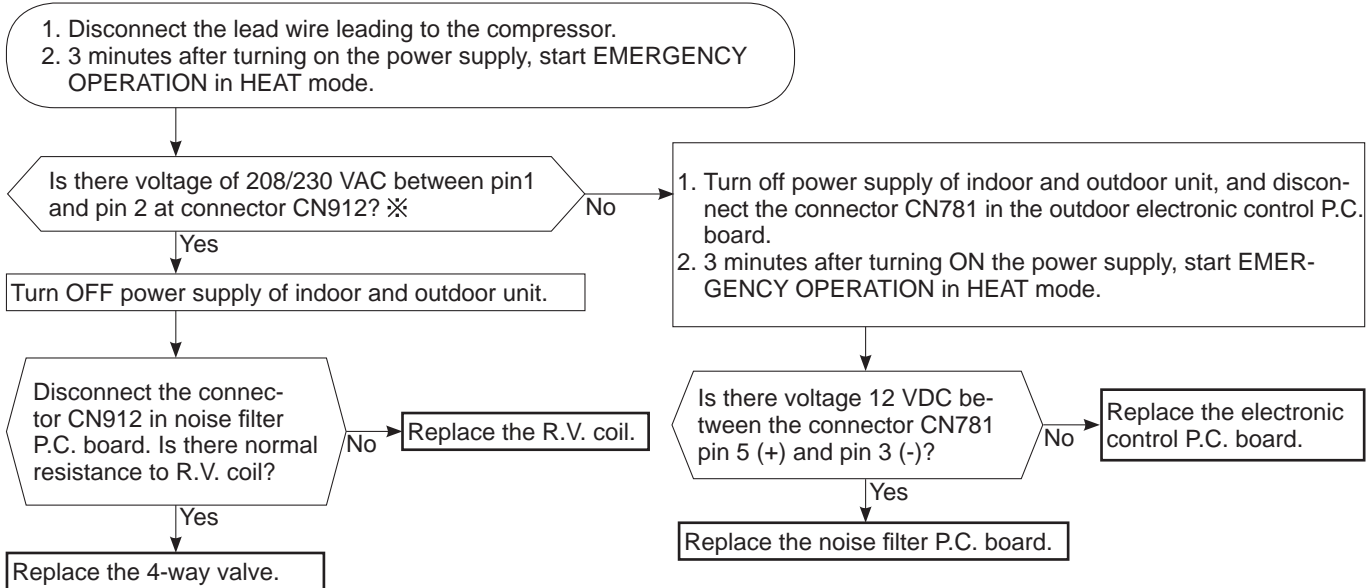 1. Disconnect the lead wire leading to the compressor.
2. 3 minutes after turning on the power supply, start EMERGENCY
OPERATION in HEAT mode.
Is there voltage of 208/230 VAC between pin1
and pin 2 at connector CN912? ※
No
Yes
1. Turn off power supply of indoor and outdoor unit, and discon-
nect the connector CN781 in the outdoor electronic control P.C.
board.
2. 3 minutes after turning ON the power supply, start EMER-
GENCY OPERATION in HEAT mode.
Turn OFF power supply of indoor and outdoor unit.
Disconnect the connec-
tor CN912 in noise filter
P.C. board. Is there normal
resistance to R.V. coil?
No
Replace the R.V. coil.
Yes
Replace the 4-way valve.
Is there voltage 12 VDC be-
tween the connector CN781
pin 5 (+) and pin 3 (-)?
No
Replace the electronic
control P.C. board.
Yes
Replace the noise filter P.C. board.